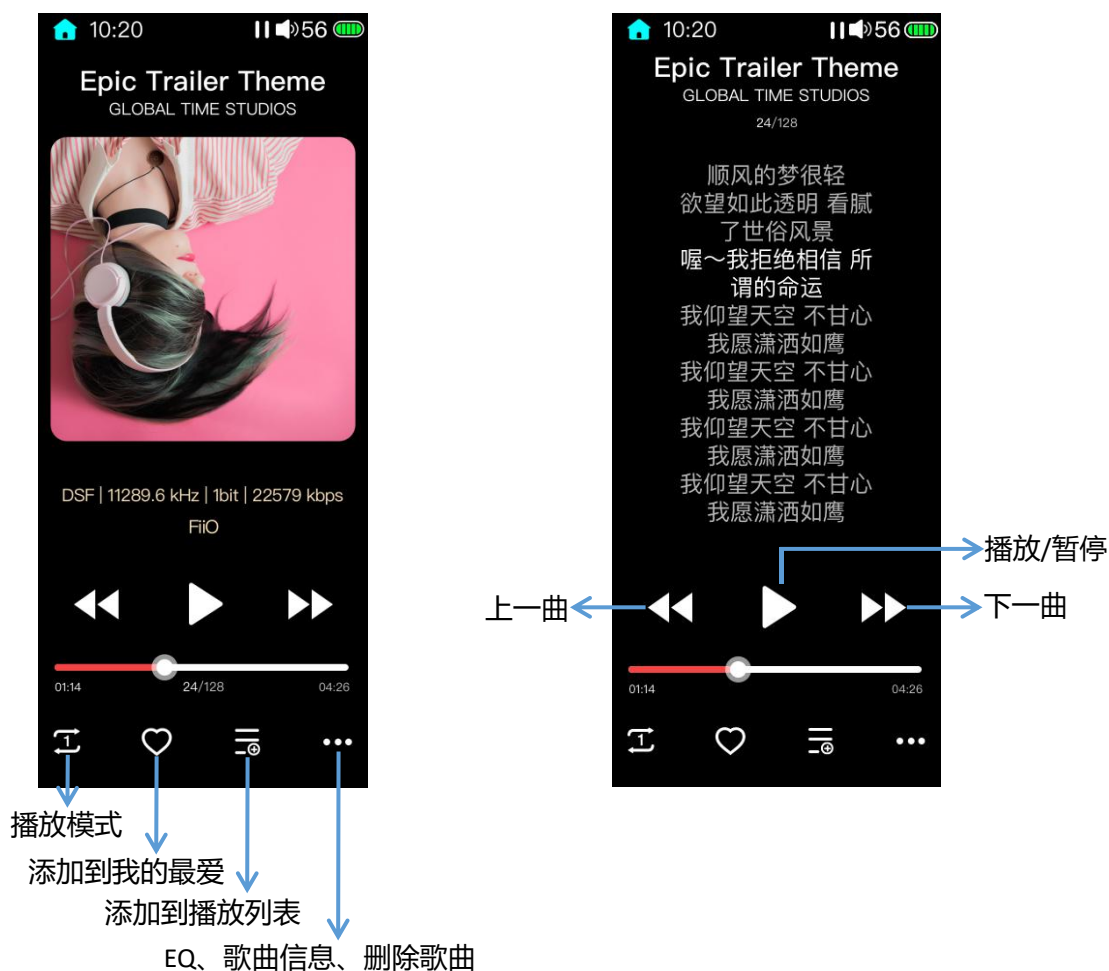 10:20
56
Epic Trailer Theme
GLOBAL TIME STUDIOS
DSF | 11289.6 kHz | 1bit | 22579 kbps
FiiO
01:14
24/128
04:26
1
播放模式
添加到我的最爱
添加到播放列表
EQ、歌曲信息、删除歌曲
10:20
56
Epic Trailer Theme
GLOBAL TIME STUDIOS
24/128
顺风的梦很轻
欲望如此透明 看腻
了世俗风景
喔～我拒绝相信 所
谓的命运
我仰望天空 不甘心
我愿潇洒如鹰
我仰望天空 不甘心
我愿潇洒如鹰
我仰望天空 不甘心
我愿潇洒如鹰
我仰望天空 不甘心
我愿潇洒如鹰
播放/暂停
上一曲
下一曲
01:14
04:26
1